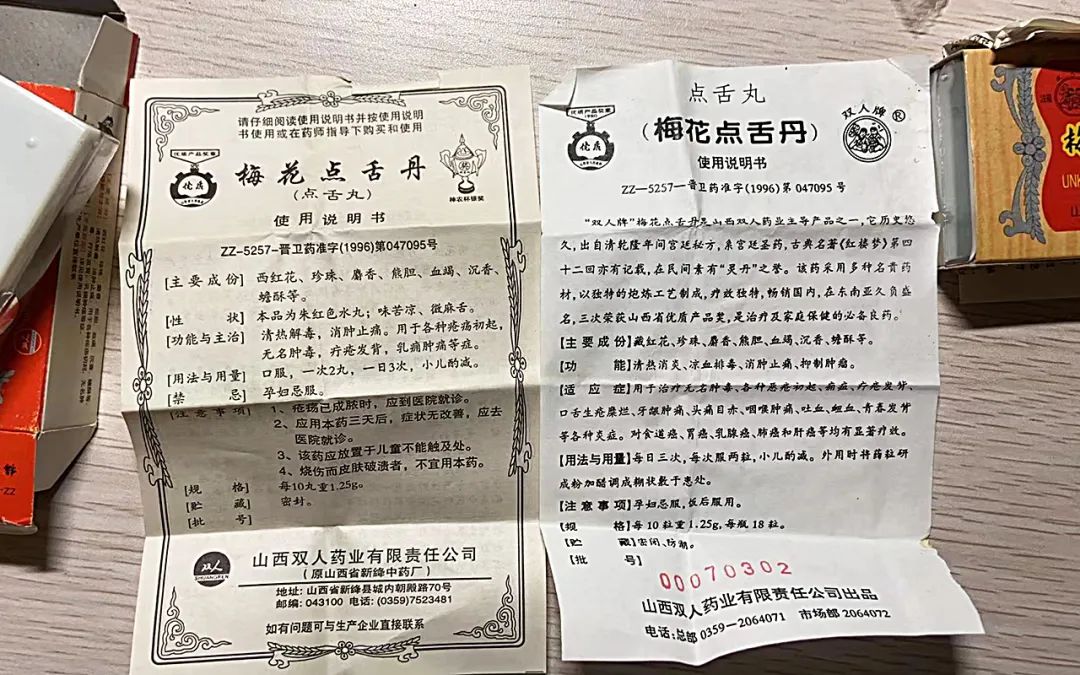 请仔细阅读使用说明书并按使用说明
书使用或在药师指导下购买和使用
优质产品奖章
优质
梅花点舌丹
(点舌丸)
神农杯银奖
使用说明书
ZZ-5257-晋卫药准字(1996)第047095号
[主要成份] 西红花、珍珠、麝香、熊胆、血竭、沉香、
蟾酥等。
[性 状] 本品为朱红色水丸；味苦凉、微麻舌。
[功能与主治] 清热解毒，消肿止痛。用于各种疮疡初起，
无名肿毒，疔疮发背，乳痈肿痛等症。
[用法与用量] 口服，一次2丸，一日3次，小儿酌减。
[禁 忌] 孕妇忌服。
[注意事项] 1、疮疡已成脓时，应到医院就诊。
2、应用本药三天后，症状无改善，应去
医院就诊。
3、该药应放置于儿童不能触及处。
4、烧伤而皮肤破溃者，不宜用本药。
[规 格] 每10丸重1.25g。
[贮 藏] 密封。
[批 号]
双人
SHUANGREN
山西双人药业有限责任公司
(原山西省新绛中药厂)
地址: 山西省新绛县城内朝殿路70号
邮编: 043100 电话: (0359)7523481
如有问题可与生产企业直接联系
点舌丸
优质产品奖章
优质
(梅花点舌丹)
双人牌®
使用说明书
ZZ-5257-晋卫药准字(1996)第 047095 号
“双人牌”梅花点舌丹是山西双人药业主导产品之一，它历史悠
久，出自清乾隆年间宫廷秘方，亲宫廷圣药，古典名著《红楼梦》第四
十二回亦有记载，在民间素有“灵丹”之誉。该药采用多种名贵药
材，以独特的炮炼工艺制成，疗效独特，畅销国内，在东南亚久负盛
名，三次荣获山西省优质产品奖，是治疗及家庭保健的必备良药。
[主要成份]藏红花、珍珠、麝香、熊胆、血竭、沉香、蟾酥等。
[功 能]清热消炎、凉血排毒、消肿止痛、抑制肿瘤。
[适应症]用于治疗无名肿毒、各种恶疮初起、疔疮发背、
口舌生疮糜烂、牙龈肿痛、头痛目赤、咽喉肿痛、吐血、衄血、青春发背
等各种炎症。对食道癌、胃癌、乳腺癌、肺癌和肝癌等均有显著疗效。
[用法与用量]每日三次，每次服两粒，小儿酌减。外用时将药粒研
成粉加醋调成糊状敷于患处。
[注意事项]孕妇忌服，饭后服用。
[规 格]每10粒重1.25g，每瓶18粒。
[贮 藏]密闭、防潮。
[批 号]
00070302
山西双人药业有限责任公司出品
电话:总部 0359-2064071 市场部 2064072